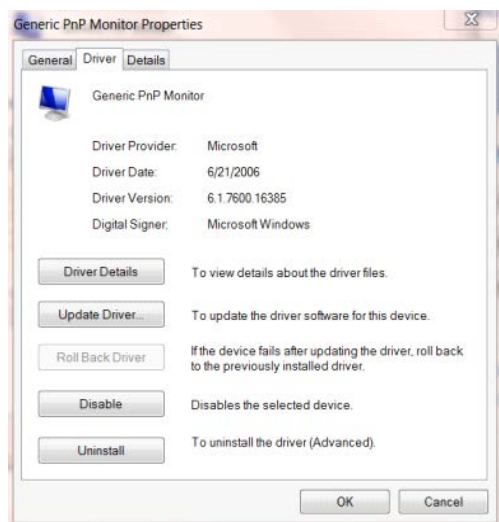 Generic PnP Monitor Properties
General Driver Details
Generic PnP Monitor
Driver Provider: Microsoft
Driver Date: 6/21/2006
Driver Version: 6.1.7600.16385
Digital Signer: Microsoft Windows
Driver Details To view details about the driver files.
Update Driver... To update the driver software for this device.
Roll Back Driver If the device fails after updating the driver, roll back
to the previously installed driver.
Disable Disables the selected device.
Uninstall To uninstall the driver (Advanced).
OK Cancel